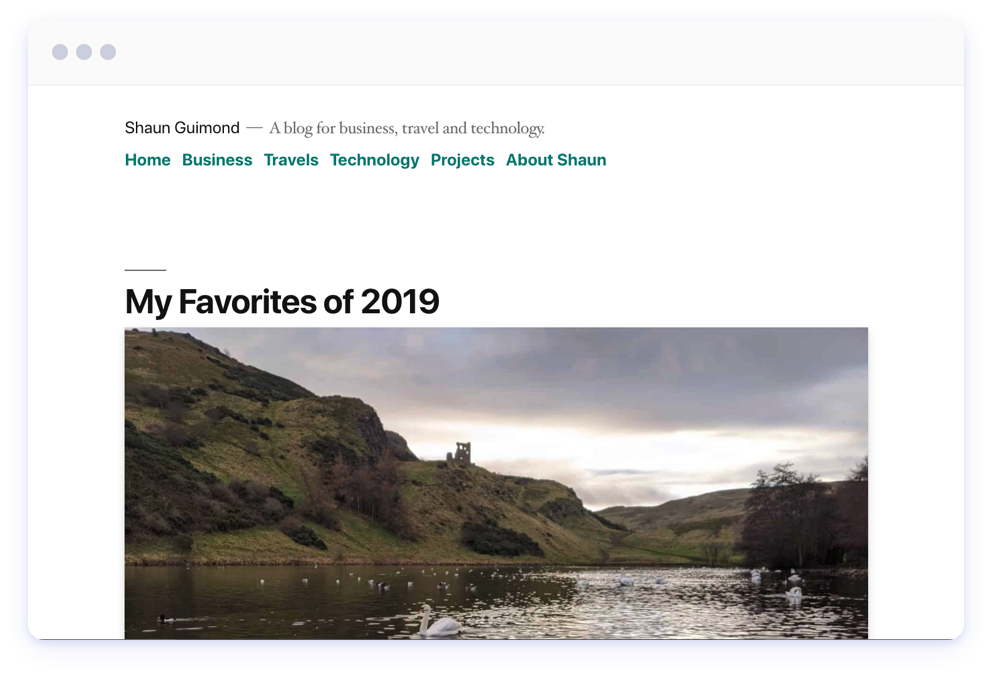 Shaun Guimond — A blog for business, travel and technology.
Home Business Travels Technology Projects About Shaun
My Favorites of 2019